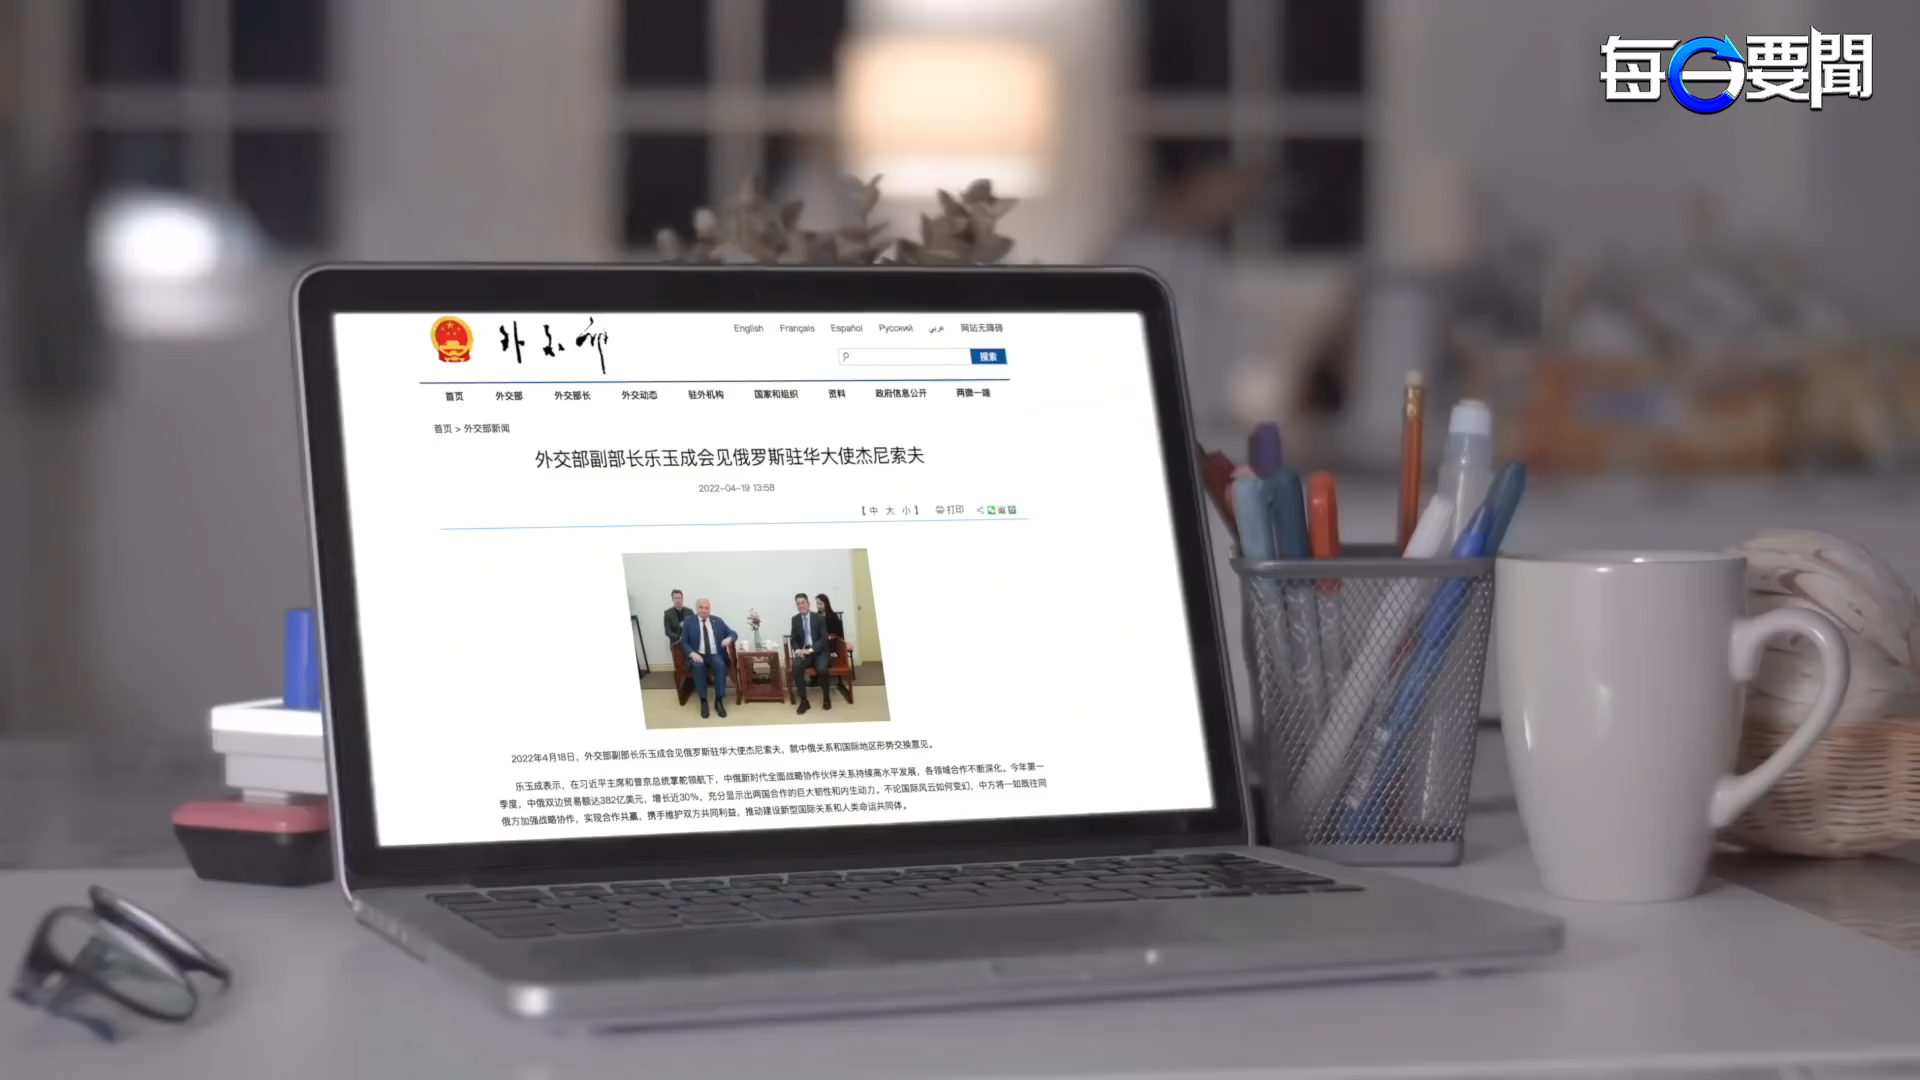 每日要聞
外交部
English Français Español Русский عربي 网站无障碍
搜索
首页 外交部 外交部长 外交动态 驻外机构 国家和组织 资料 政府信息公开 两微一端
首页 > 外交部新闻
外交部副部长乐玉成会见俄罗斯驻华大使杰尼索夫
2022-04-19 13:58
【 中 大 小 】 打印
2022年4月18日，外交部副部长乐玉成会见俄罗斯驻华大使杰尼索夫，就中俄关系和国际地区形势交换意见。
乐玉成表示，在习近平主席和普京总统掌舵领航下，中俄新时代全面战略协作伙伴关系持续高水平发展，各领域合作不断深化。今年第一
季度，中俄双边贸易额达382亿美元，增长近30%，充分显示出两国合作的巨大韧性和内生动力。不论国际风云如何变幻，中方将一如既往同
俄方加强战略协作，实现合作共赢，携手维护双方共同利益，推动建设新型国际关系和人类命运共同体。